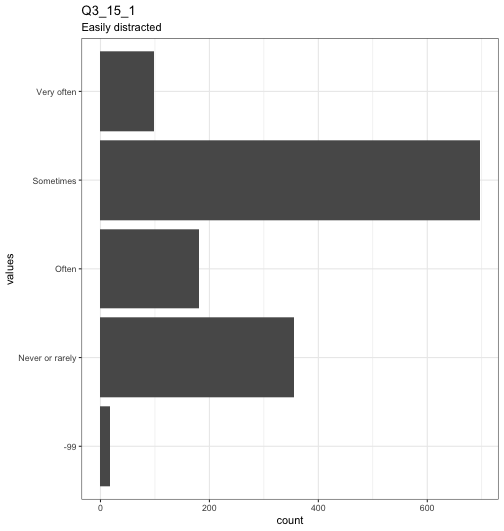 Q3_15_1
Easily distracted
Very often
Sometimes
Often
Never or rarely
-99
values
0
200
400
600
count